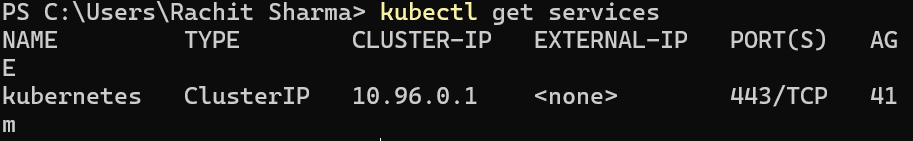 PS C:\Users\Rachit Sharma> kubectl get services
NAME         TYPE        CLUSTER-IP   EXTERNAL-IP   PORT(S)   AG
E
kubernetes   ClusterIP   10.96.0.1    <none>        443/TCP   41
m